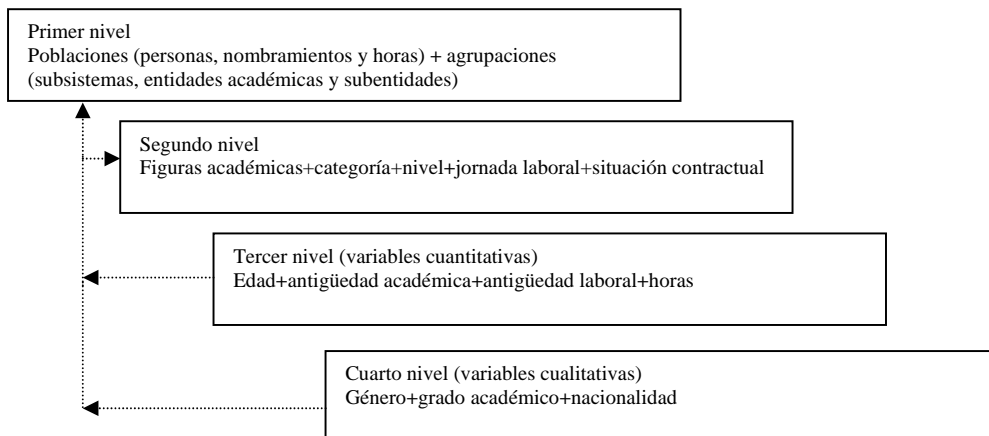 Primer nivel
Poblaciones (personas, nombramientos y horas) + agrupaciones
(subsistemas, entidades académicas y subentidades)
Segundo nivel
Figuras académicas+categoría+nivel+jornada laboral+situación contractual
Tercer nivel (variables cuantitativas)
Edad+antigüedad académica+antigüedad laboral+horas
Cuarto nivel (variables cualitativas)
Género+grado académico+nacionalidad